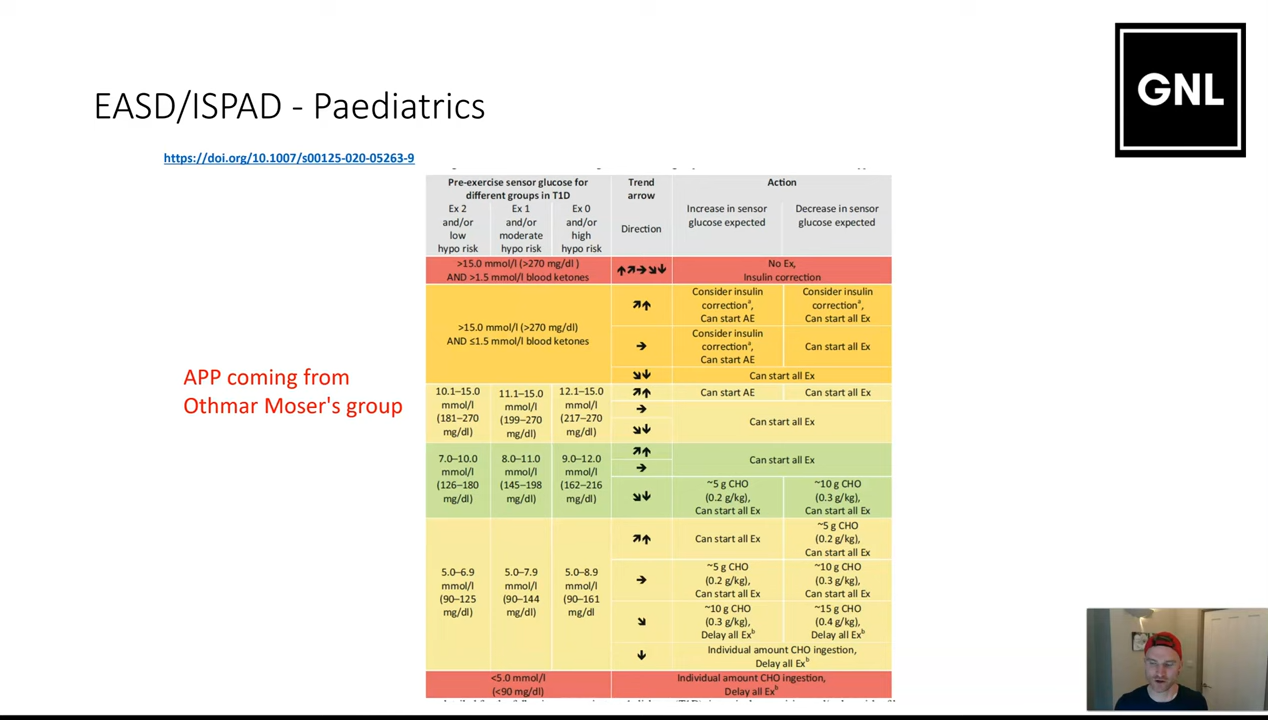 GNL
EASD/ISPAD - Paediatrics
https://doi.org/10.1007/s00125-020-05263-9
APP coming from
Othmar Moser's group
Pre-exercise sensor glucose for
different groups in T1D
Trend
arrow
Action
Ex 2
and/or
low
hypo risk
Ex 1
and/or
moderate
hypo risk
Ex 0
and/or
high
hypo risk
Direction
Increase in sensor
glucose expected
Decrease in sensor
glucose expected
>15.0 mmol/l (>270 mg/dl )
AND >1.5 mmol/l blood ketones
↑↗→↘↓
No Ex,
Insulin correction
>15.0 mmol/l (>270 mg/dl)
AND ≤1.5 mmol/l blood ketones
↗↑
Consider insulin
correctionᵃ,
Can start AE
Consider insulin
correctionᵃ,
Can start all Ex
→
Consider insulin
correctionᵃ,
Can start AE
Can start all Ex
↘↓
Can start all Ex
10.1–15.0
mmol/l
(181–270
mg/dl)
11.1–15.0
mmol/l
(199–270
mg/dl)
12.1–15.0
mmol/l
(217–270
mg/dl)
↗↑
Can start AE
Can start all Ex
→
↘↓
Can start all Ex
7.0–10.0
mmol/l
(126–180
mg/dl)
8.0–11.0
mmol/l
(145–198
mg/dl)
9.0–12.0
mmol/l
(162–216
mg/dl)
↗↑
→
Can start all Ex
↘↓
~5 g CHO
(0.2 g/kg),
Can start all Ex
~10 g CHO
(0.3 g/kg),
Can start all Ex
5.0–6.9
mmol/l
(90–125
mg/dl)
5.0–7.9
mmol/l
(90–144
mg/dl)
5.0–8.9
mmol/l
(90–161
mg/dl
↗↑
Can start all Ex
~5 g CHO
(0.2 g/kg),
Can start all Ex
→
~5 g CHO
(0.2 g/kg),
Can start all Ex
~10 g CHO
(0.3 g/kg),
Can start all Ex
↘
~10 g CHO
(0.3 g/kg),
Delay all Exᵇ
~15 g CHO
(0.4 g/kg),
Delay all Exᵇ
↓
Individual amount CHO ingestion,
Delay all Exᵇ
<5.0 mmol/l
(<90 mg/dl)
Individual amount CHO ingestion,
Delay all Exᵇ